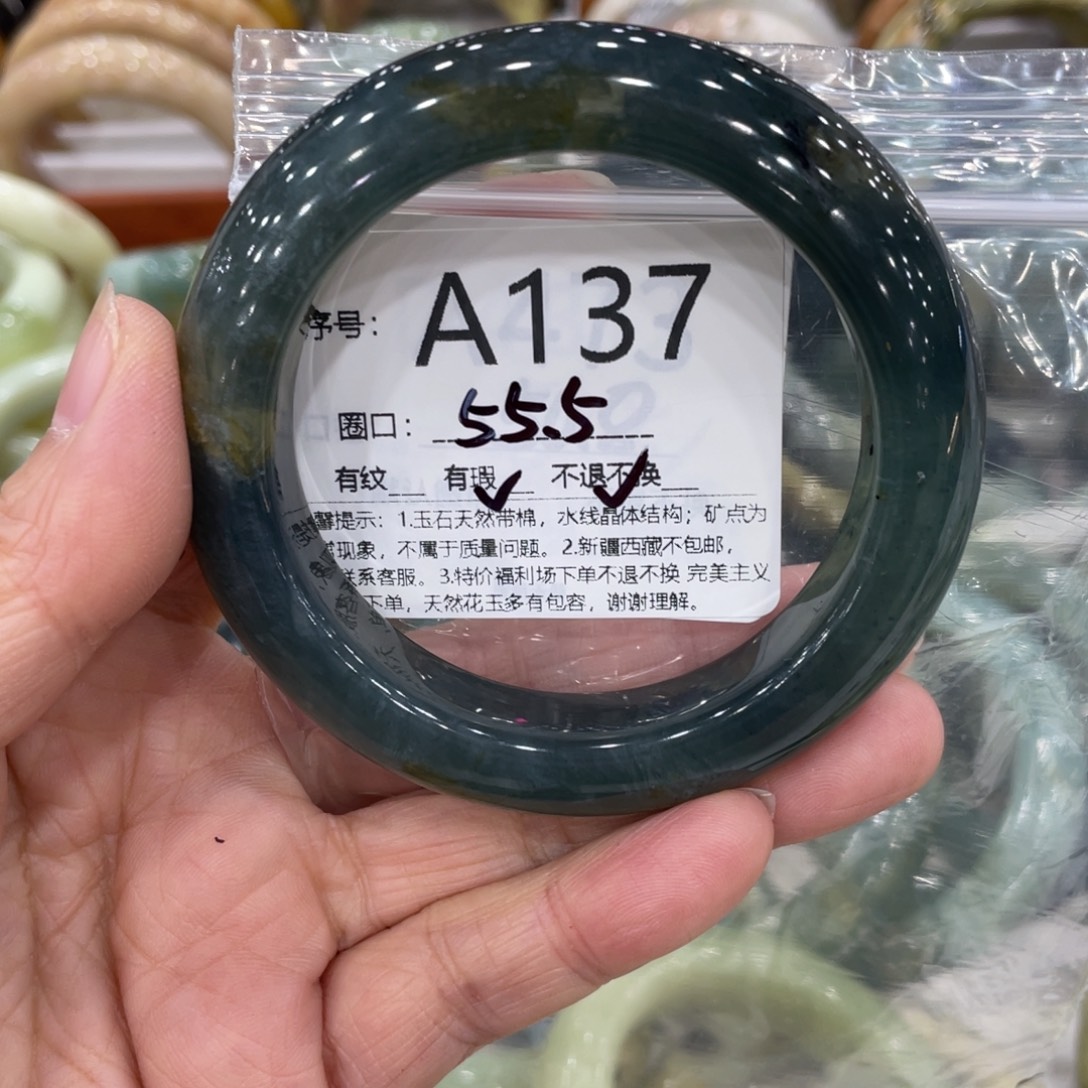 序号： A137
圈口： 55.5
有纹__ 有瑕__ ✓ 不退不换__ ✓
提示：1.玉石天然带棉，水线晶体结构；矿点为
现象，不属于质量问题。2.新疆西藏不包邮，
联系客服。3.特价福利场下单不退不换 完美主义
下单，天然花玉多有包容，谢谢理解。